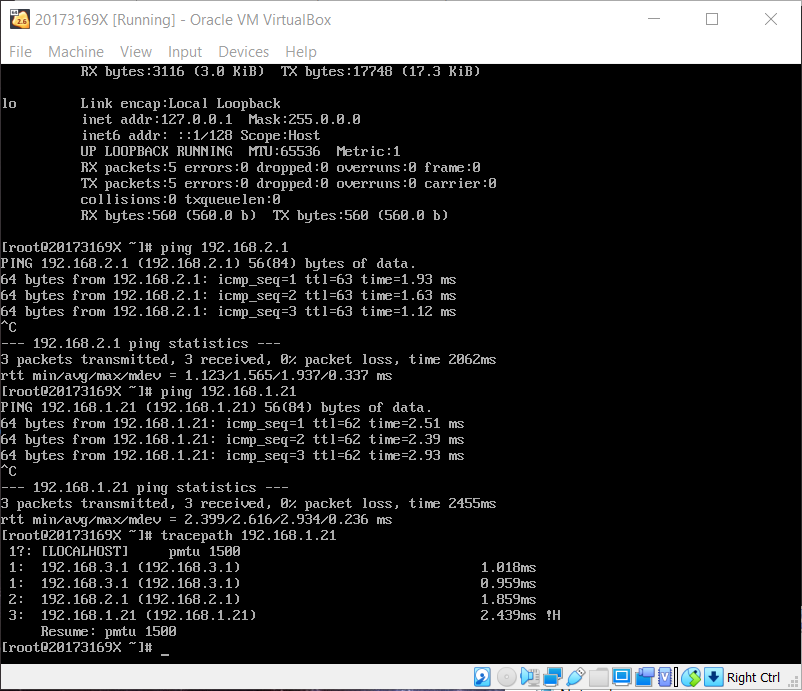 20173169X [Running] - Oracle VM VirtualBox
File Machine View Input Devices Help
RX bytes:3116 (3.0 KiB)  TX bytes:17748 (17.3 KiB)
lo        Link encap:Local Loopback
inet addr:127.0.0.1  Mask:255.0.0.0
inet6 addr: ::1/128 Scope:Host
UP LOOPBACK RUNNING  MTU:65536  Metric:1
RX packets:5 errors:0 dropped:0 overruns:0 frame:0
TX packets:5 errors:0 dropped:0 overruns:0 carrier:0
collisions:0 txqueuelen:0
RX bytes:560 (560.0 b)  TX bytes:560 (560.0 b)
[root@20173169X ~]# ping 192.168.2.1
PING 192.168.2.1 (192.168.2.1) 56(84) bytes of data.
64 bytes from 192.168.2.1: icmp_seq=1 ttl=63 time=1.93 ms
64 bytes from 192.168.2.1: icmp_seq=2 ttl=63 time=1.63 ms
64 bytes from 192.168.2.1: icmp_seq=3 ttl=63 time=1.12 ms
^C
--- 192.168.2.1 ping statistics ---
3 packets transmitted, 3 received, 0% packet loss, time 2062ms
rtt min/avg/max/mdev = 1.123/1.565/1.937/0.337 ms
[root@20173169X ~]# ping 192.168.1.21
PING 192.168.1.21 (192.168.1.21) 56(84) bytes of data.
64 bytes from 192.168.1.21: icmp_seq=1 ttl=62 time=2.51 ms
64 bytes from 192.168.1.21: icmp_seq=2 ttl=62 time=2.39 ms
64 bytes from 192.168.1.21: icmp_seq=3 ttl=62 time=2.93 ms
^C
--- 192.168.1.21 ping statistics ---
3 packets transmitted, 3 received, 0% packet loss, time 2455ms
rtt min/avg/max/mdev = 2.399/2.616/2.934/0.236 ms
[root@20173169X ~]# tracepath 192.168.1.21
1?: [LOCALHOST]     pmtu 1500
1:  192.168.3.1 (192.168.3.1)                              1.018ms
1:  192.168.3.1 (192.168.3.1)                              0.959ms
2:  192.168.2.1 (192.168.2.1)                              1.859ms
3:  192.168.1.21 (192.168.1.21)                            2.439ms !H
Resume: pmtu 1500
[root@20173169X ~]# _
Right Ctrl